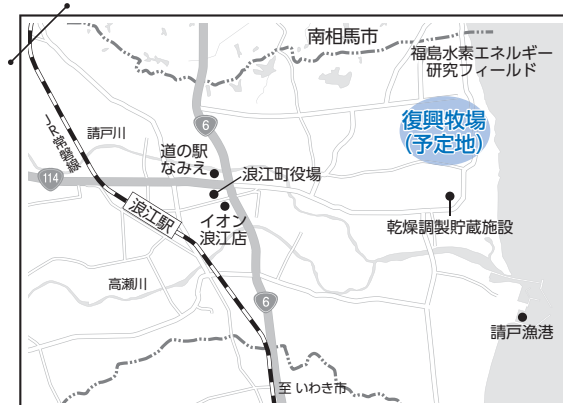 南相馬市
福島水素エネルギー
研究フィールド
6
JR常磐線
請戸川
復興牧場
(予定地)
道の駅
なみえ
114
浪江町役場
イオン
浪江店
浪江駅
乾燥調製貯蔵施設
高瀬川
6
請戸漁港
至 いわき市